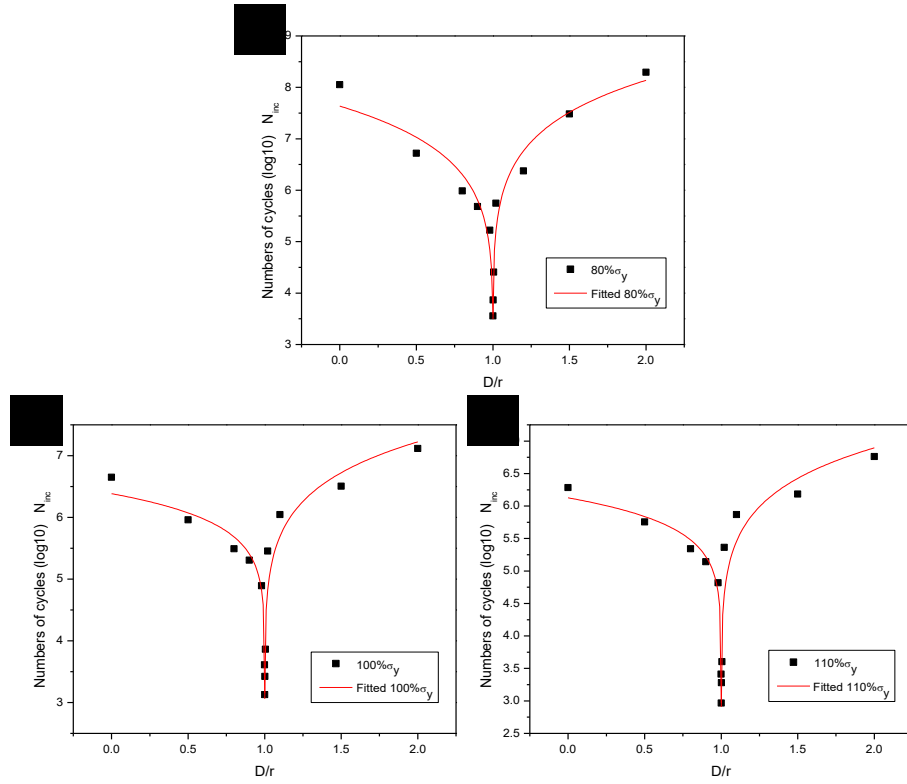 9
8
7
6
5
4
3
Numbers of cycles (log10) N_inc
80%σ_y
Fitted 80%σ_y
0.0 0.5 1.0 1.5 2.0
D/r
7
6
5
4
3
Numbers of cycles (log10) N_inc
100%σ_y
Fitted 100%σ_y
0.0 0.5 1.0 1.5 2.0
D/r
6.5
6.0
5.5
5.0
4.5
4.0
3.5
3.0
2.5
Numbers of cycles (log10) N_inc
110%σ_y
Fitted 110%σ_y
0.0 0.5 1.0 1.5 2.0
D/r